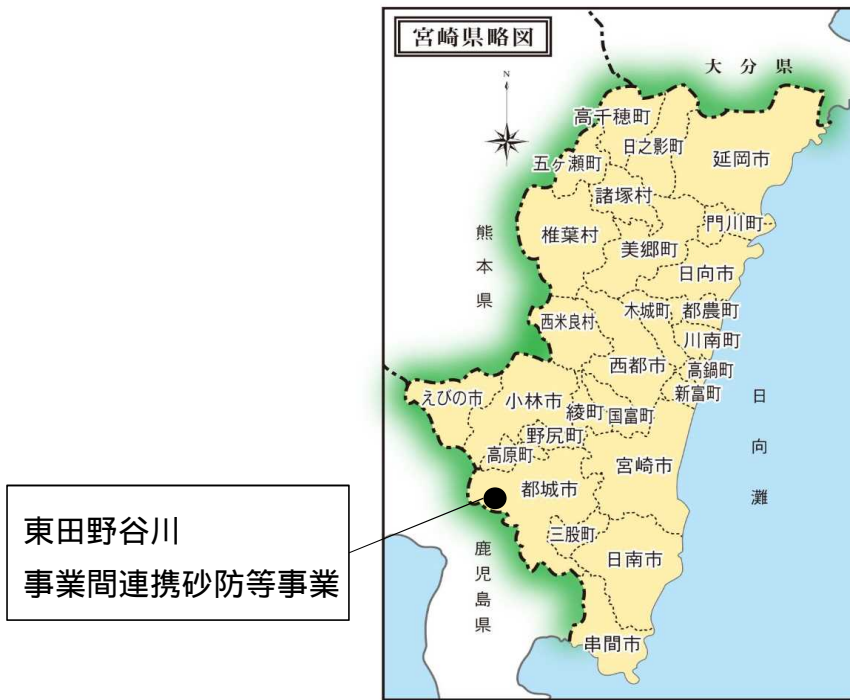 宮崎県略図
N
大分県
高千穂町
日之影町
延岡市
五ヶ瀬町
諸塚村
門川町
椎葉村
美郷町
熊本県
日向市
西米良村
木城町
都農町
川南町
西都市
高鍋町
えびの市
小林市
新富町
綾町
国富町
日向灘
野尻町
高原町
宮崎市
都城市
東田野谷川
事業間連携砂防等事業
三股町
鹿児島県
日南市
串間市